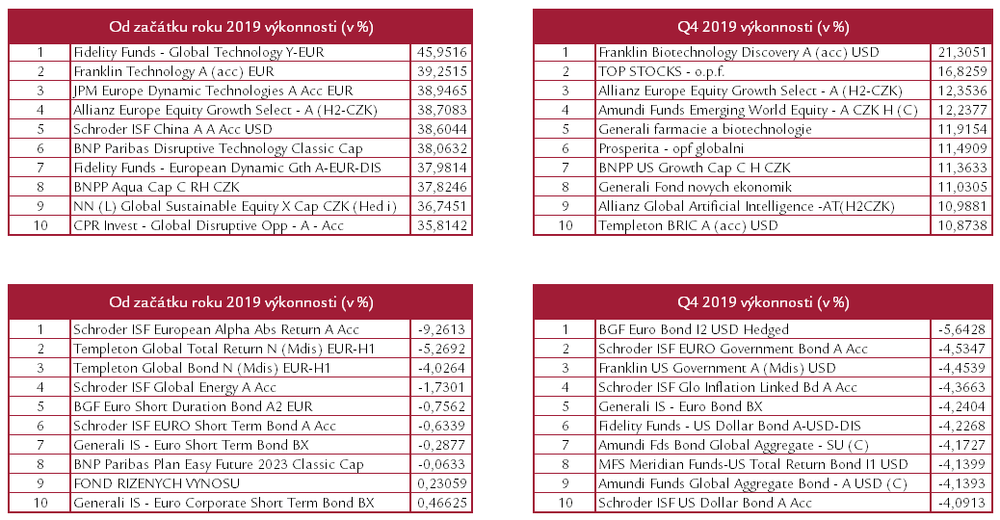 Od začátku roku 2019 výkonnosti (v %)
1 Fidelity Funds - Global Technology Y-EUR 45,9516
2 Franklin Technology A (acc) EUR 39,2515
3 JPM Europe Dynamic Technologies A Acc EUR 38,9465
4 Allianz Europe Equity Growth Select - A (H2-CZK) 38,7083
5 Schroder ISF China A A Acc USD 38,6044
6 BNP Paribas Disruptive Technology Classic Cap 38,0632
7 Fidelity Funds - European Dynamic Gth A-EUR-DIS 37,9814
8 BNPP Aqua Cap C RH CZK 37,8246
9 NN (L) Global Sustainable Equity X Cap CZK (Hed i) 36,7451
10 CPR Invest - Global Disruptive Opp - A - Acc 35,8142
Q4 2019 výkonnosti (v %)
1 Franklin Biotechnology Discovery A (acc) USD 21,3051
2 TOP STOCKS - o.p.f. 16,8259
3 Allianz Europe Equity Growth Select - A (H2-CZK) 12,3536
4 Amundi Funds Emerging World Equity - A CZK H (C) 12,2377
5 Generali farmacie a biotechnologie 11,9154
6 Prosperita - opf globalni 11,4909
7 BNPP US Growth Cap C H CZK 11,3633
8 Generali Fond novych ekonomik 11,0305
9 Allianz Global Artificial Intelligence -AT(H2CZK) 10,9881
10 Templeton BRIC A (acc) USD 10,8738
Od začátku roku 2019 výkonnosti (v %)
1 Schroder ISF European Alpha Abs Return A Acc -9,2613
2 Templeton Global Total Return N (Mdis) EUR-H1 -5,2692
3 Templeton Global Bond N (Mdis) EUR-H1 -4,0264
4 Schroder ISF Global Energy A Acc -1,7301
5 BGF Euro Short Duration Bond A2 EUR -0,7562
6 Schroder ISF EURO Short Term Bond A Acc -0,6339
7 Generali IS - Euro Short Term Bond BX -0,2877
8 BNP Paribas Plan Easy Future 2023 Classic Cap -0,0633
9 FOND RIZENYCH VYNOSU 0,23059
10 Generali IS - Euro Corporate Short Term Bond BX 0,46625
Q4 2019 výkonnosti (v %)
1 BGF Euro Bond I2 USD Hedged -5,6428
2 Schroder ISF EURO Government Bond A Acc -4,5347
3 Franklin US Government A (Mdis) USD -4,4539
4 Schroder ISF Glo Inflation Linked Bd A Acc -4,3663
5 Generali IS - Euro Bond BX -4,2404
6 Fidelity Funds - US Dollar Bond A-USD-DIS -4,2268
7 Amundi Fds Bond Global Aggregate - SU (C) -4,1727
8 MFS Meridian Funds-US Total Return Bond I1 USD -4,1399
9 Amundi Funds Global Aggregate Bond - A USD (C) -4,1393
10 Schroder ISF US Dollar Bond A Acc -4,0913